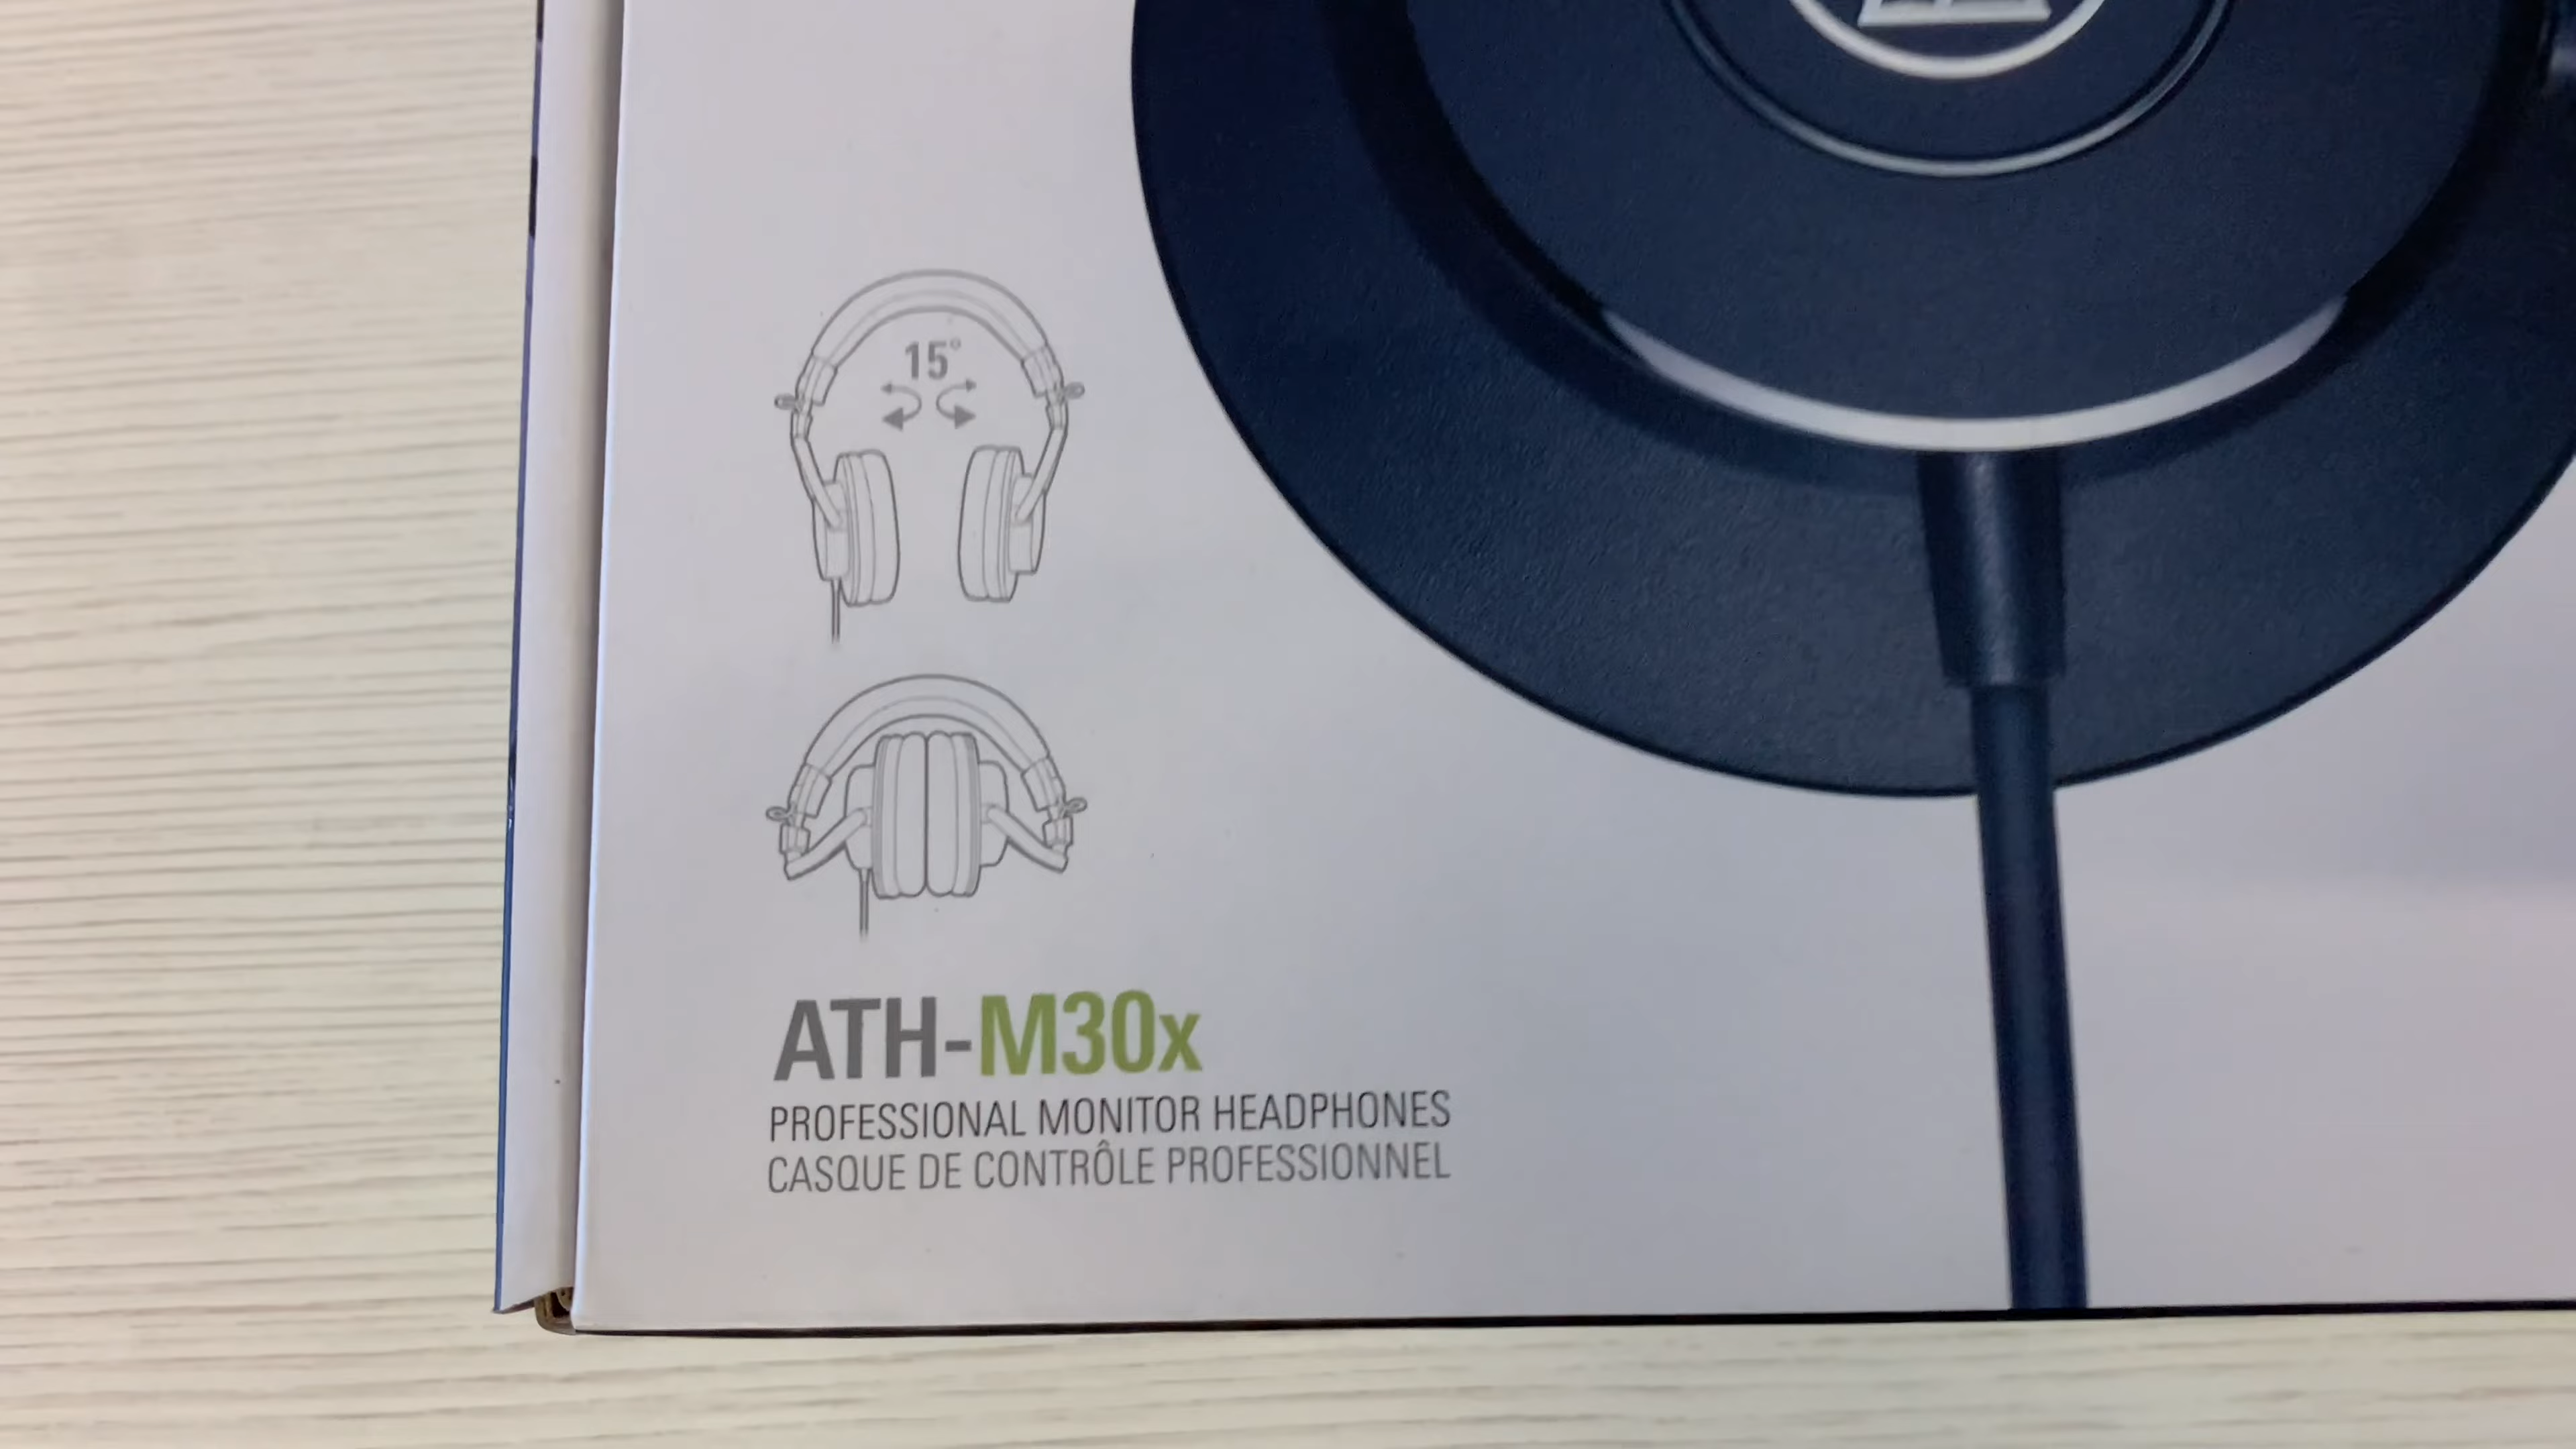 15°
ATH-M30x
PROFESSIONAL MONITOR HEADPHONES
CASQUE DE CONTRÔLE PROFESSIONNEL